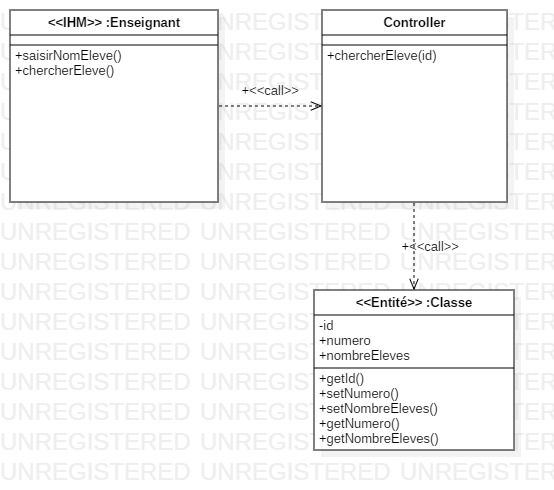 <<IHM>> :Enseignant
+saisirNomEleve()
+chercherEleve()
+<<call>>
Controller
+chercherEleve(id)
+<<call>>
<<Entité>> :Classe
-id
+numero
+nombreEleves
+getId()
+setNumero()
+setNombreEleves()
+getNumero()
+getNombreEleves()
UNREGISTERED UNREGISTERED UNREGISTERED